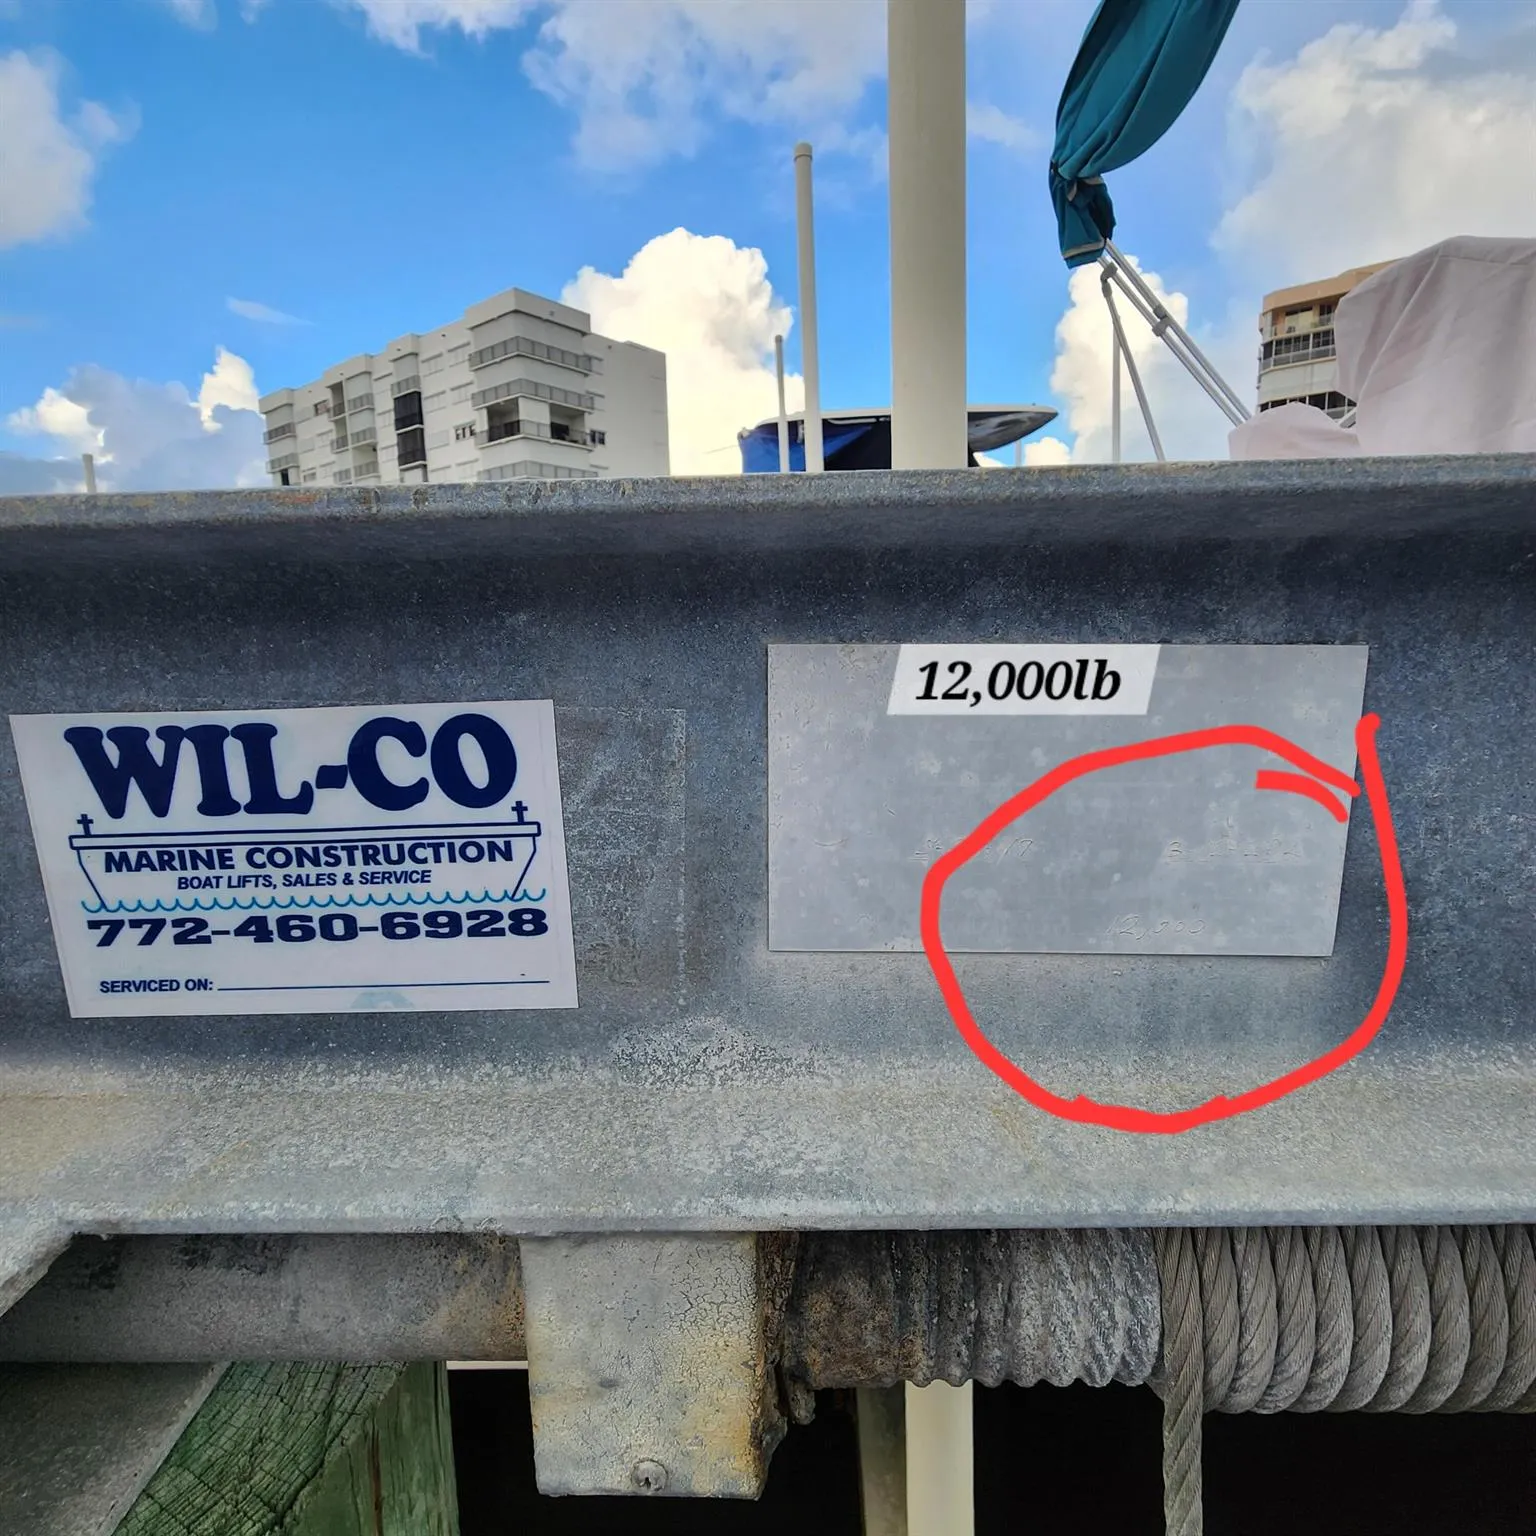 WIL-CO
MARINE CONSTRUCTION
BOAT LIFTS, SALES & SERVICE
772-460-6928
SERVICED ON:
12,000lb
12,000